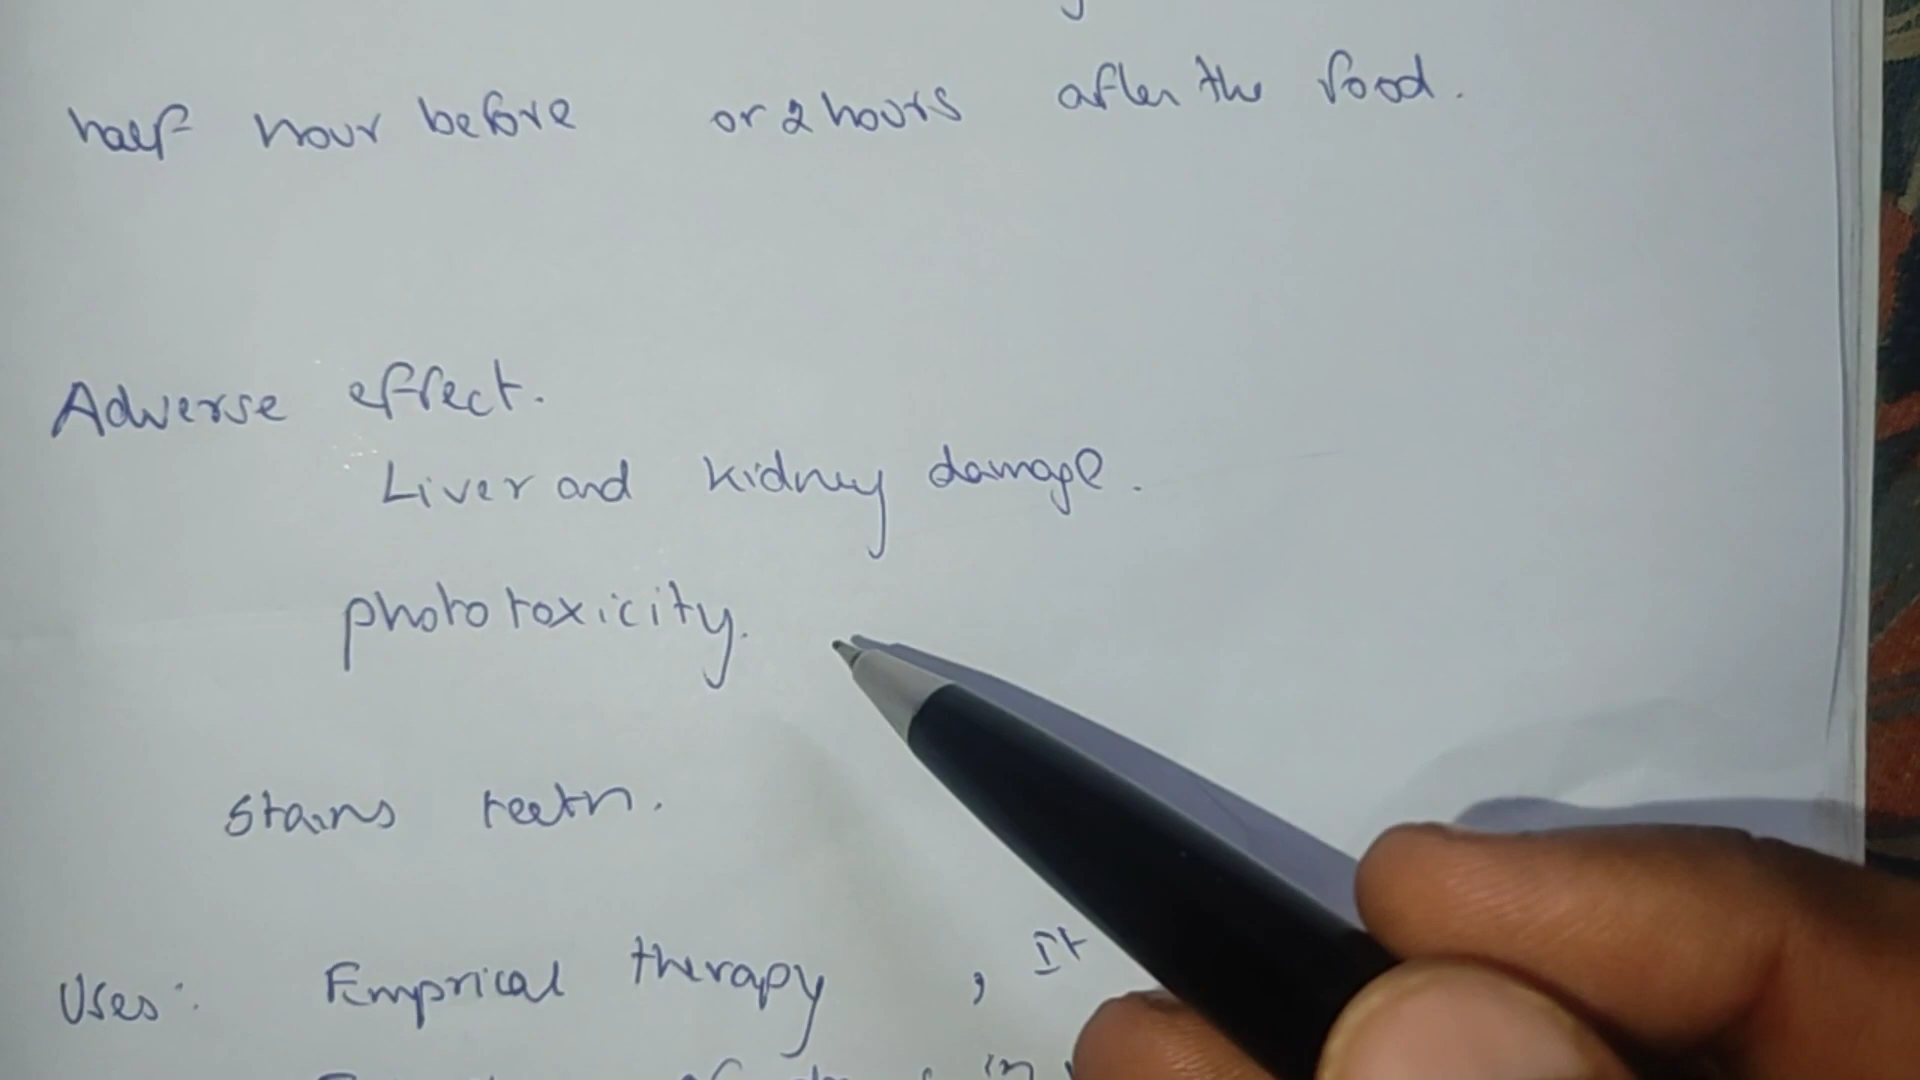 half hour before or 2 hours after the food.
Adverse effect.
Liver and kidney damage.
phototoxicity.
stains teeth.
Uses: Emprical therapy , It
in